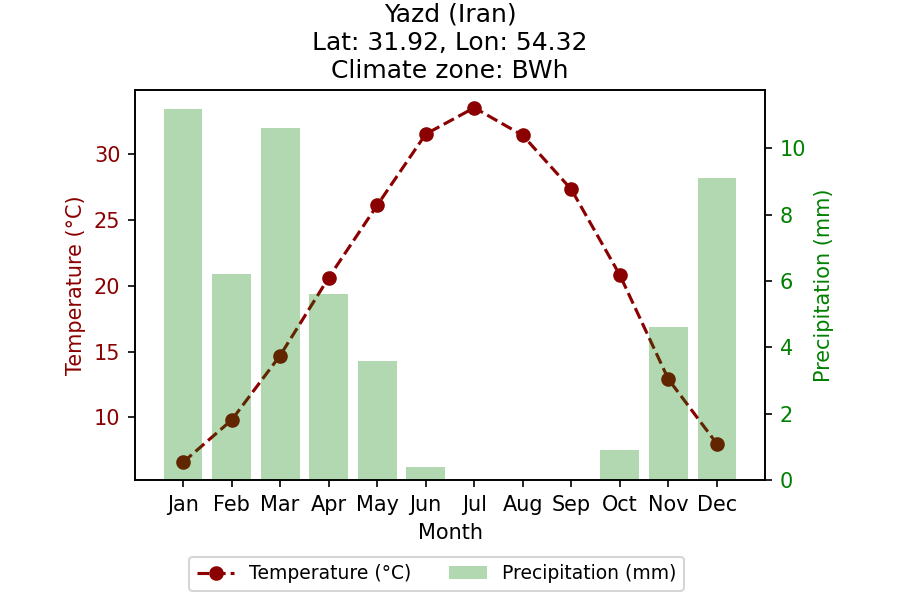 Yazd (Iran)
Lat: 31.92, Lon: 54.32
Climate zone: BWh
Temperature (°C)
30
25
20
15
10
Precipitation (mm)
10
8
6
4
2
0
Jan Feb Mar Apr May Jun Jul Aug Sep Oct Nov Dec
Month
Temperature (°C) Precipitation (mm)